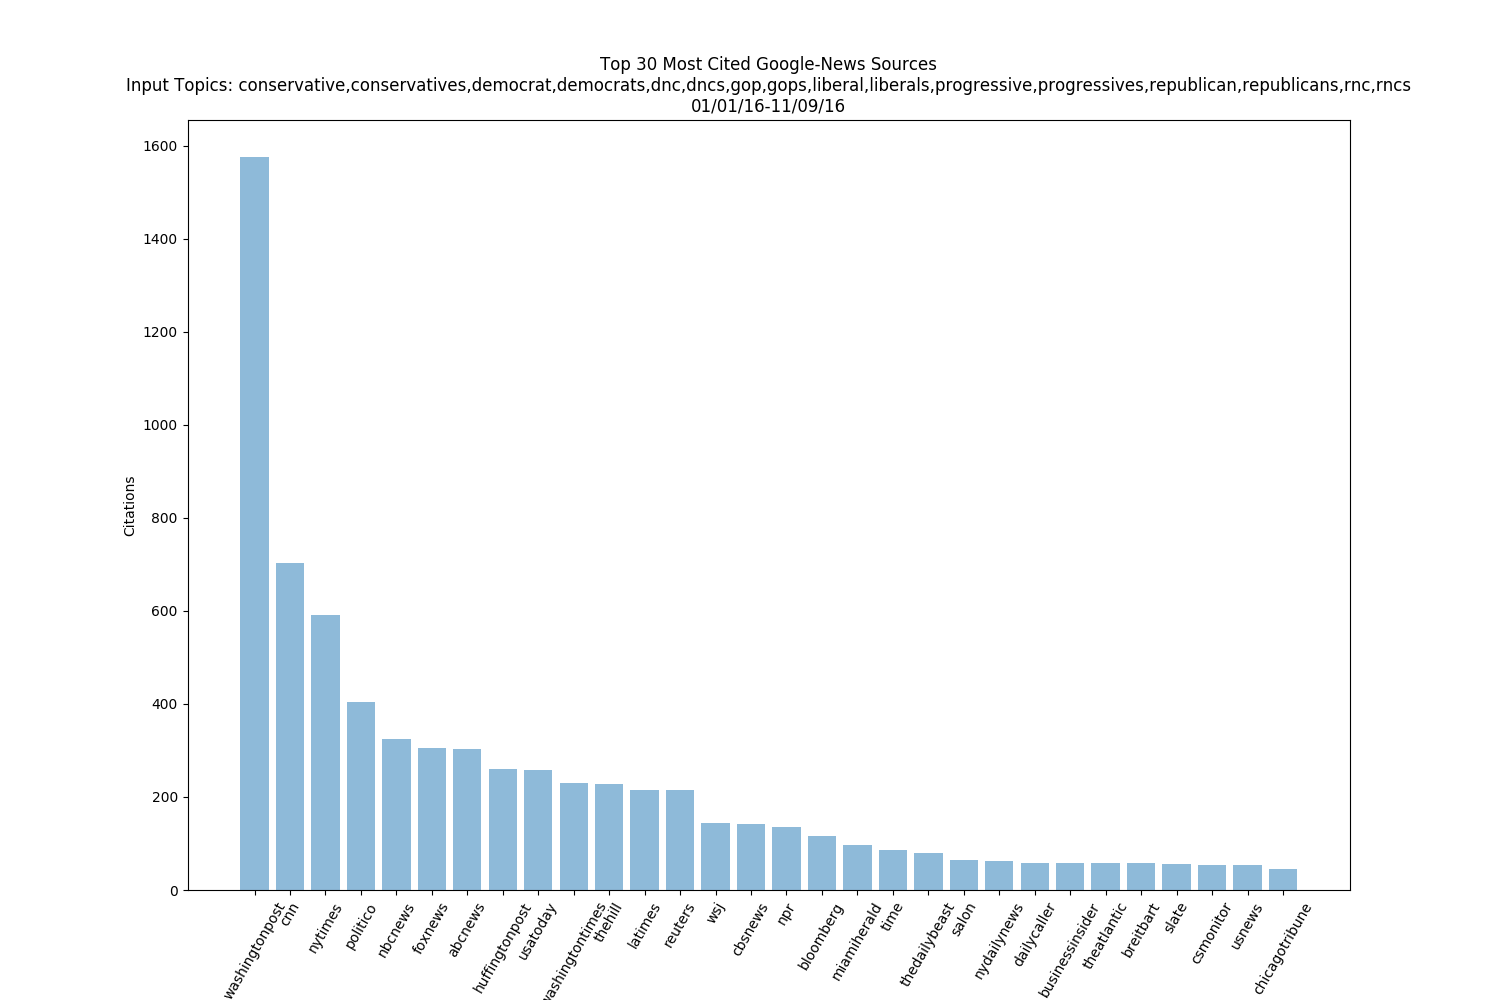 Top 30 Most Cited Google-News Sources
Input Topics: conservative,conservatives,democrat,democrats,dnc,dncs,gop,gops,liberal,liberals,progressive,progressives,republican,republicans,rnc,rncs
01/01/16-11/09/16
1600
1400
1200
1000
800
600
400
200
0
Citations
washingtonpost
cnn
nytimes
politico
nbcnews
foxnews
abcnews
huffingtonpost
usatoday
washingtontimes
thehill
latimes
reuters
wsj
cbsnews
npr
bloomberg
miamiherald
time
thedailybeast
salon
nydailynews
dailycaller
businessinsider
theatlantic
breitbart
slate
csmonitor
usnews
chicagotribune